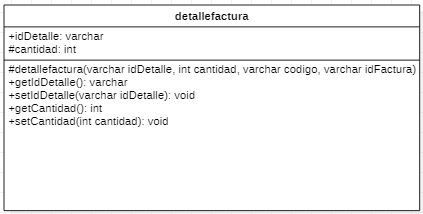 detallefactura
+idDetalle: varchar
#cantidad: int
#detallefactura(varchar idDetalle, int cantidad, varchar codigo, varchar idFactura)
+getIdDetalle(): varchar
+setIdDetalle(varchar idDetalle): void
+getCantidad(): int
+setCantidad(int cantidad): void